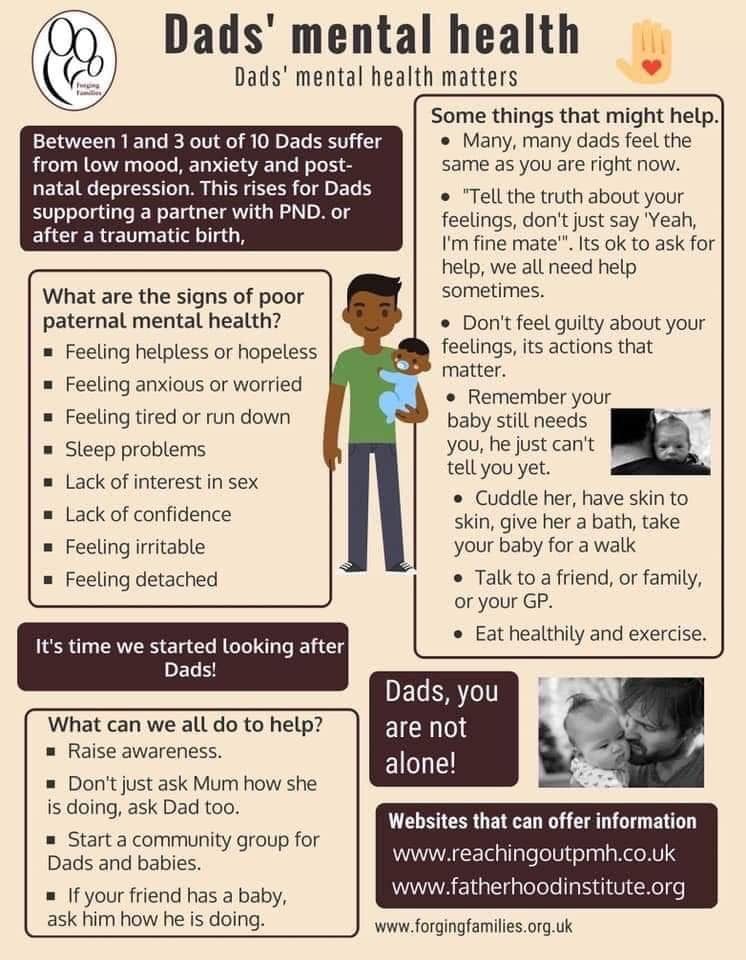 Forging
Families
Dads' mental health
Dads' mental health matters
Between 1 and 3 out of 10 Dads suffer
from low mood, anxiety and post-
natal depression. This rises for Dads
supporting a partner with PND. or
after a traumatic birth,
What are the signs of poor
paternal mental health?
▪ Feeling helpless or hopeless
▪ Feeling anxious or worried
▪ Feeling tired or run down
▪ Sleep problems
▪ Lack of interest in sex
▪ Lack of confidence
▪ Feeling irritable
▪ Feeling detached
It's time we started looking after
Dads!
What can we all do to help?
▪ Raise awareness.
▪ Don't just ask Mum how she
is doing, ask Dad too.
▪ Start a community group for
Dads and babies.
▪ If your friend has a baby,
ask him how he is doing.
Some things that might help.
• Many, many dads feel the
same as you are right now.
• "Tell the truth about your
feelings, don't just say 'Yeah,
I'm fine mate'". Its ok to ask for
help, we all need help
sometimes.
• Don't feel guilty about your
feelings, its actions that
matter.
• Remember your
baby still needs
you, he just can't
tell you yet.
• Cuddle her, have skin to
skin, give her a bath, take
your baby for a walk
• Talk to a friend, or family,
or your GP.
• Eat healthily and exercise.
Dads, you
are not
alone!
Websites that can offer information
www.reachingoutpmh.co.uk
www.fatherhoodinstitute.org
www.forgingfamilies.org.uk